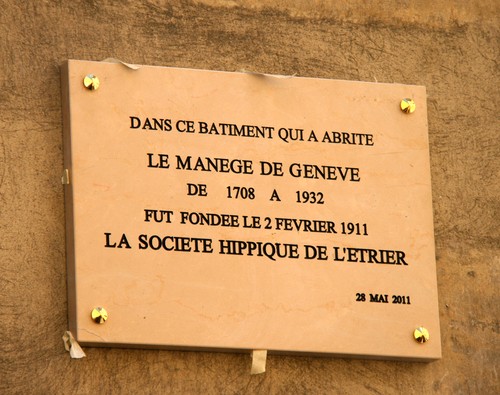 DANS CE BATIMENT QUI A ABRITE
LE MANEGE DE GENEVE
DE 1708 A 1932
FUT FONDEE LE 2 FEVRIER 1911
LA SOCIETE HIPPIQUE DE L'ETRIER
28 MAI 2011